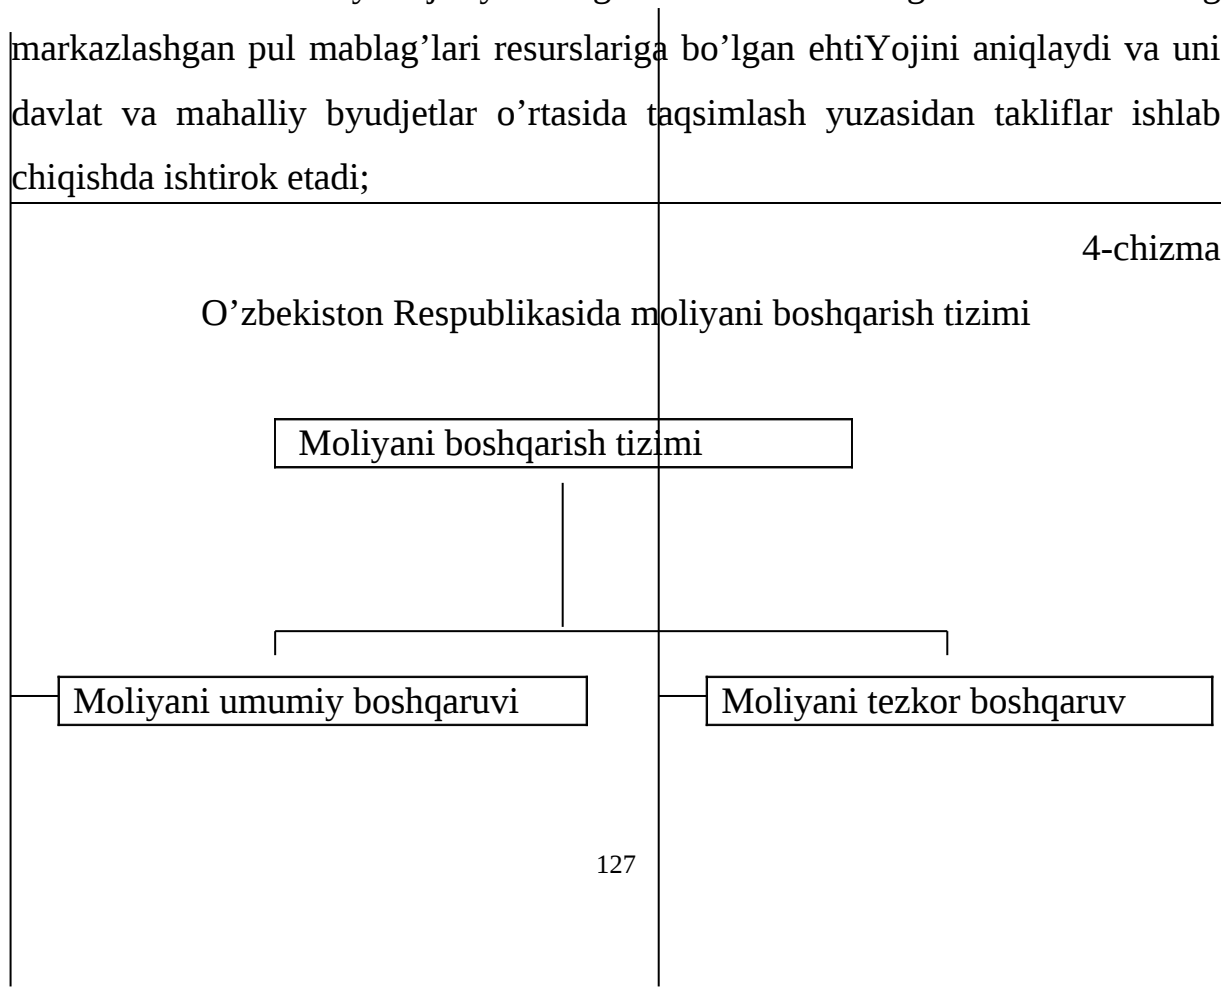 markazlashgan pul mablag’lari resurslariga bo’lgan ehtiYojini aniqlaydi va uni
davlat va mahalliy byudjetlar o’rtasida taqsimlash yuzasidan takliflar ishlab
chiqishda ishtirok etadi;
4-chizma
O’zbekiston Respublikasida moliyani boshqarish tizimi
Moliyani boshqarish tizimi
Moliyani umumiy boshqaruvi
Moliyani tezkor boshqaruv
127